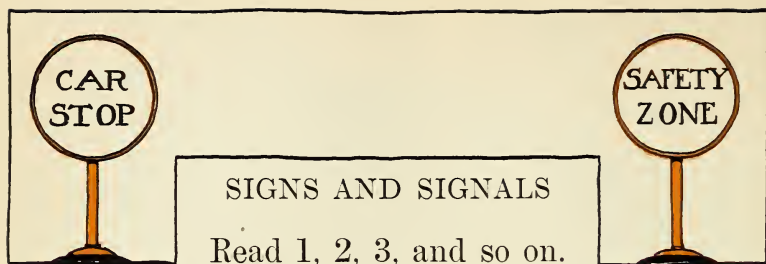 CAR
STOP
SAFETY
ZONE
SIGNS AND SIGNALS
Read 1, 2, 3, and so on.